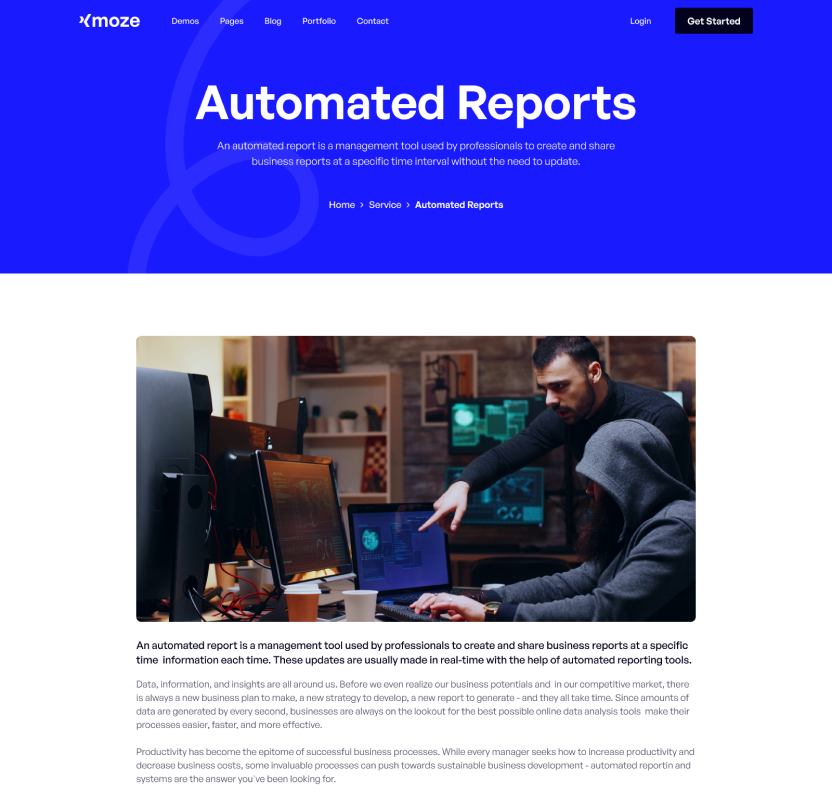 moze
Demos Pages Blog Portfolio Contact Login Get Started
Automated Reports
An automated report is a management tool used by professionals to create and share
business reports at a specific time interval without the need to update.
Home > Service > Automated Reports
An automated report is a management tool used by professionals to create and share business reports at a specific
time information each time. These updates are usually made in real-time with the help of automated reporting tools.
Data, information, and insights are all around us. Before we even realize our business potentials and in our competitive market, there
is always a new business plan to make, a new strategy to develop, a new report to generate - and they all take time. Since amounts of
data are generated by every second, businesses are always on the lookout for the best possible online data analysis tools make their
processes easier, faster, and more effective.
Productivity has become the epitome of successful business processes. While every manager seeks how to increase productivity and
decrease business costs, some invaluable processes can push towards sustainable business development - automated reportin and
systems are the answer you've been looking for.